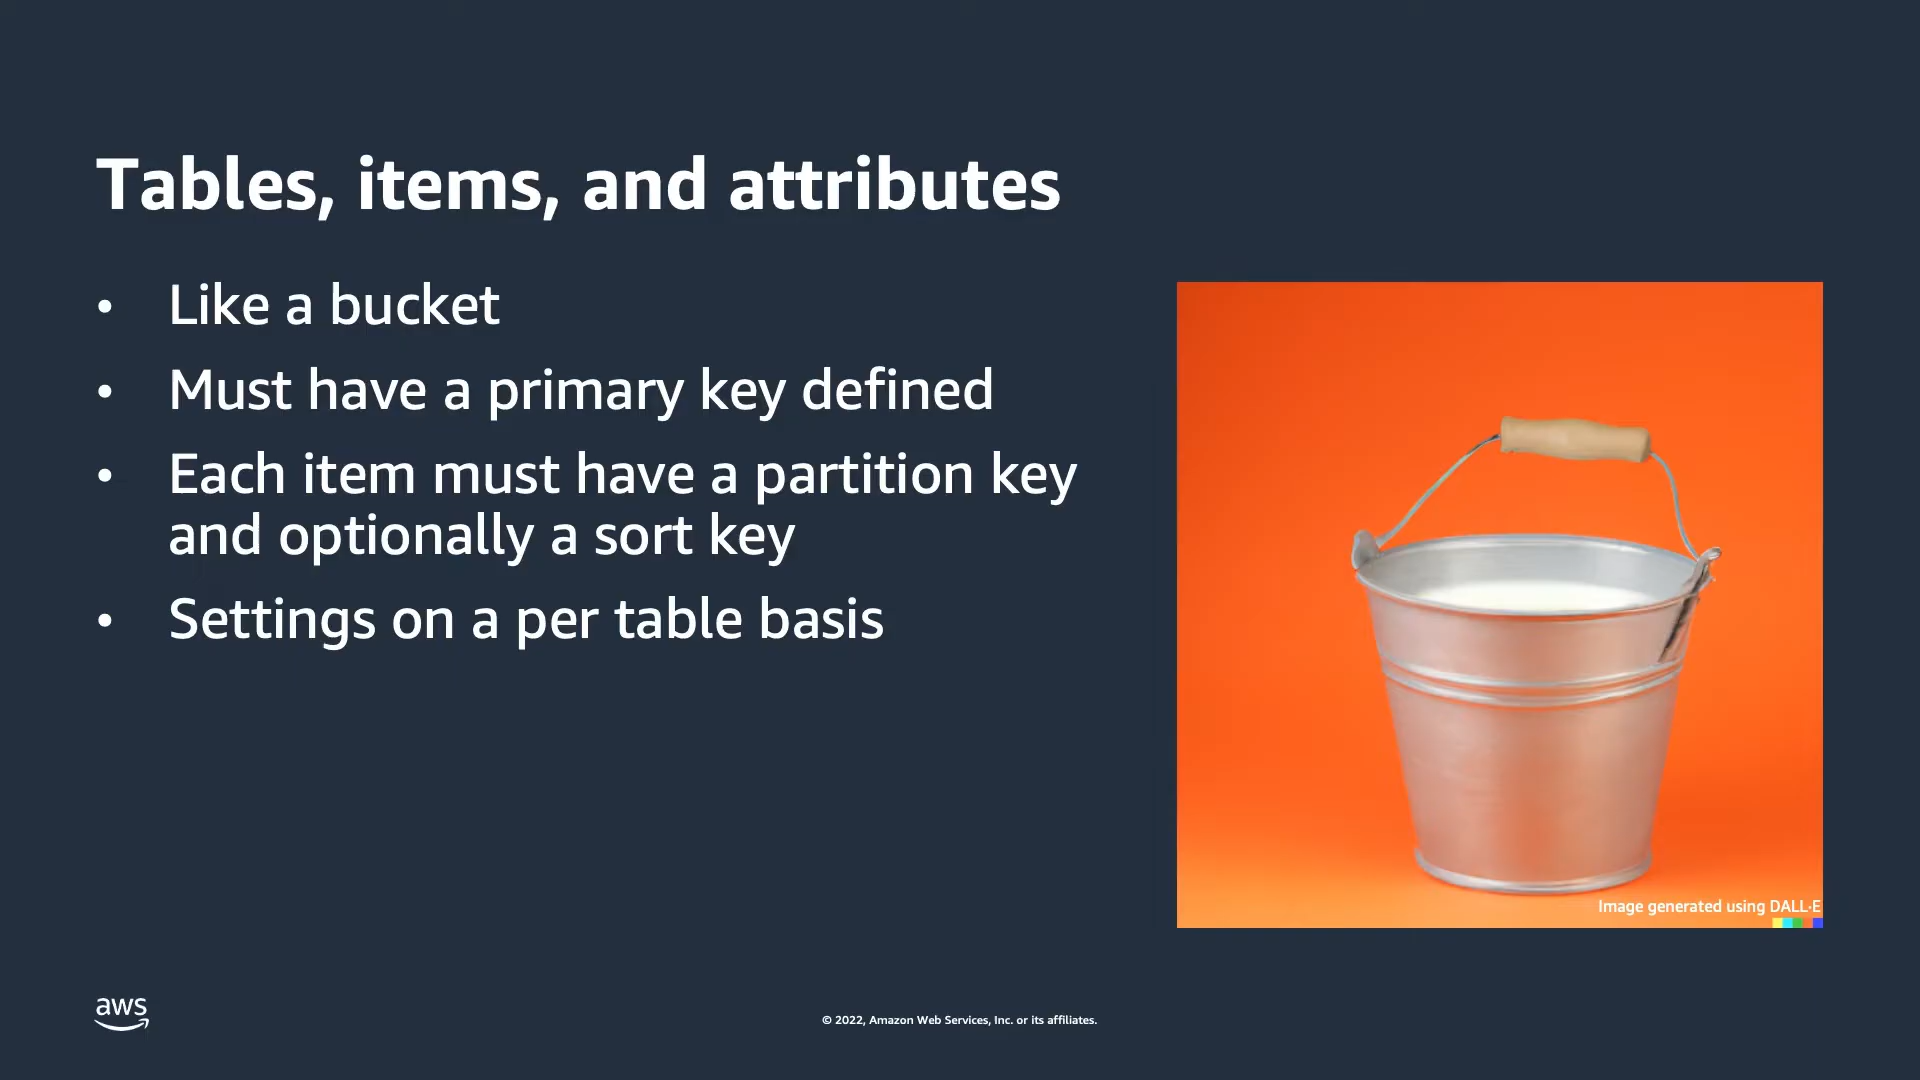 Tables, items, and attributes
• Like a bucket
• Must have a primary key defined
• Each item must have a partition key
and optionally a sort key
• Settings on a per table basis
Image generated using DALL·E
aws
© 2022, Amazon Web Services, Inc. or its affiliates.